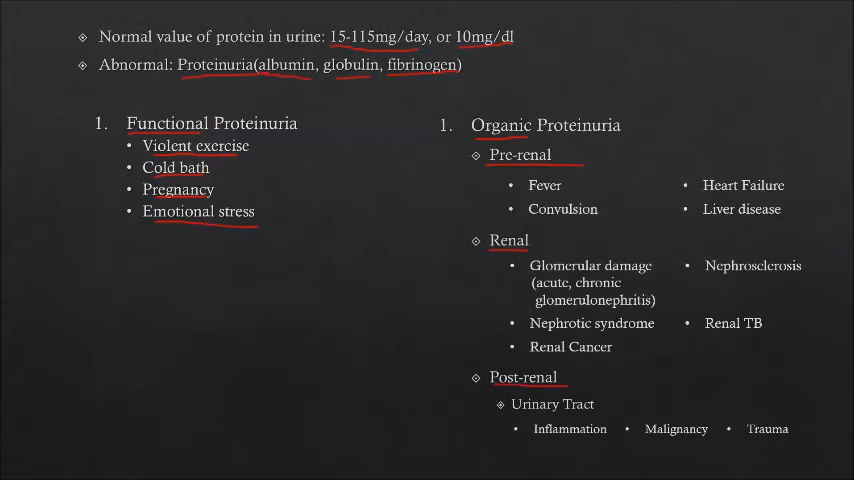 Normal value of protein in urine: 15-115mg/day, or 10mg/dl
Abnormal: Proteinuria(albumin, globulin, fibrinogen)
1. Functional Proteinuria
• Violent exercise
• Cold bath
• Pregnancy
• Emotional stress
1. Organic Proteinuria
Pre-renal
• Fever
• Heart Failure
• Convulsion
• Liver disease
Renal
• Glomerular damage
(acute, chronic
glomerulonephritis)
• Nephrosclerosis
• Nephrotic syndrome
• Renal TB
• Renal Cancer
Post-renal
Urinary Tract
• Inflammation • Malignancy • Trauma